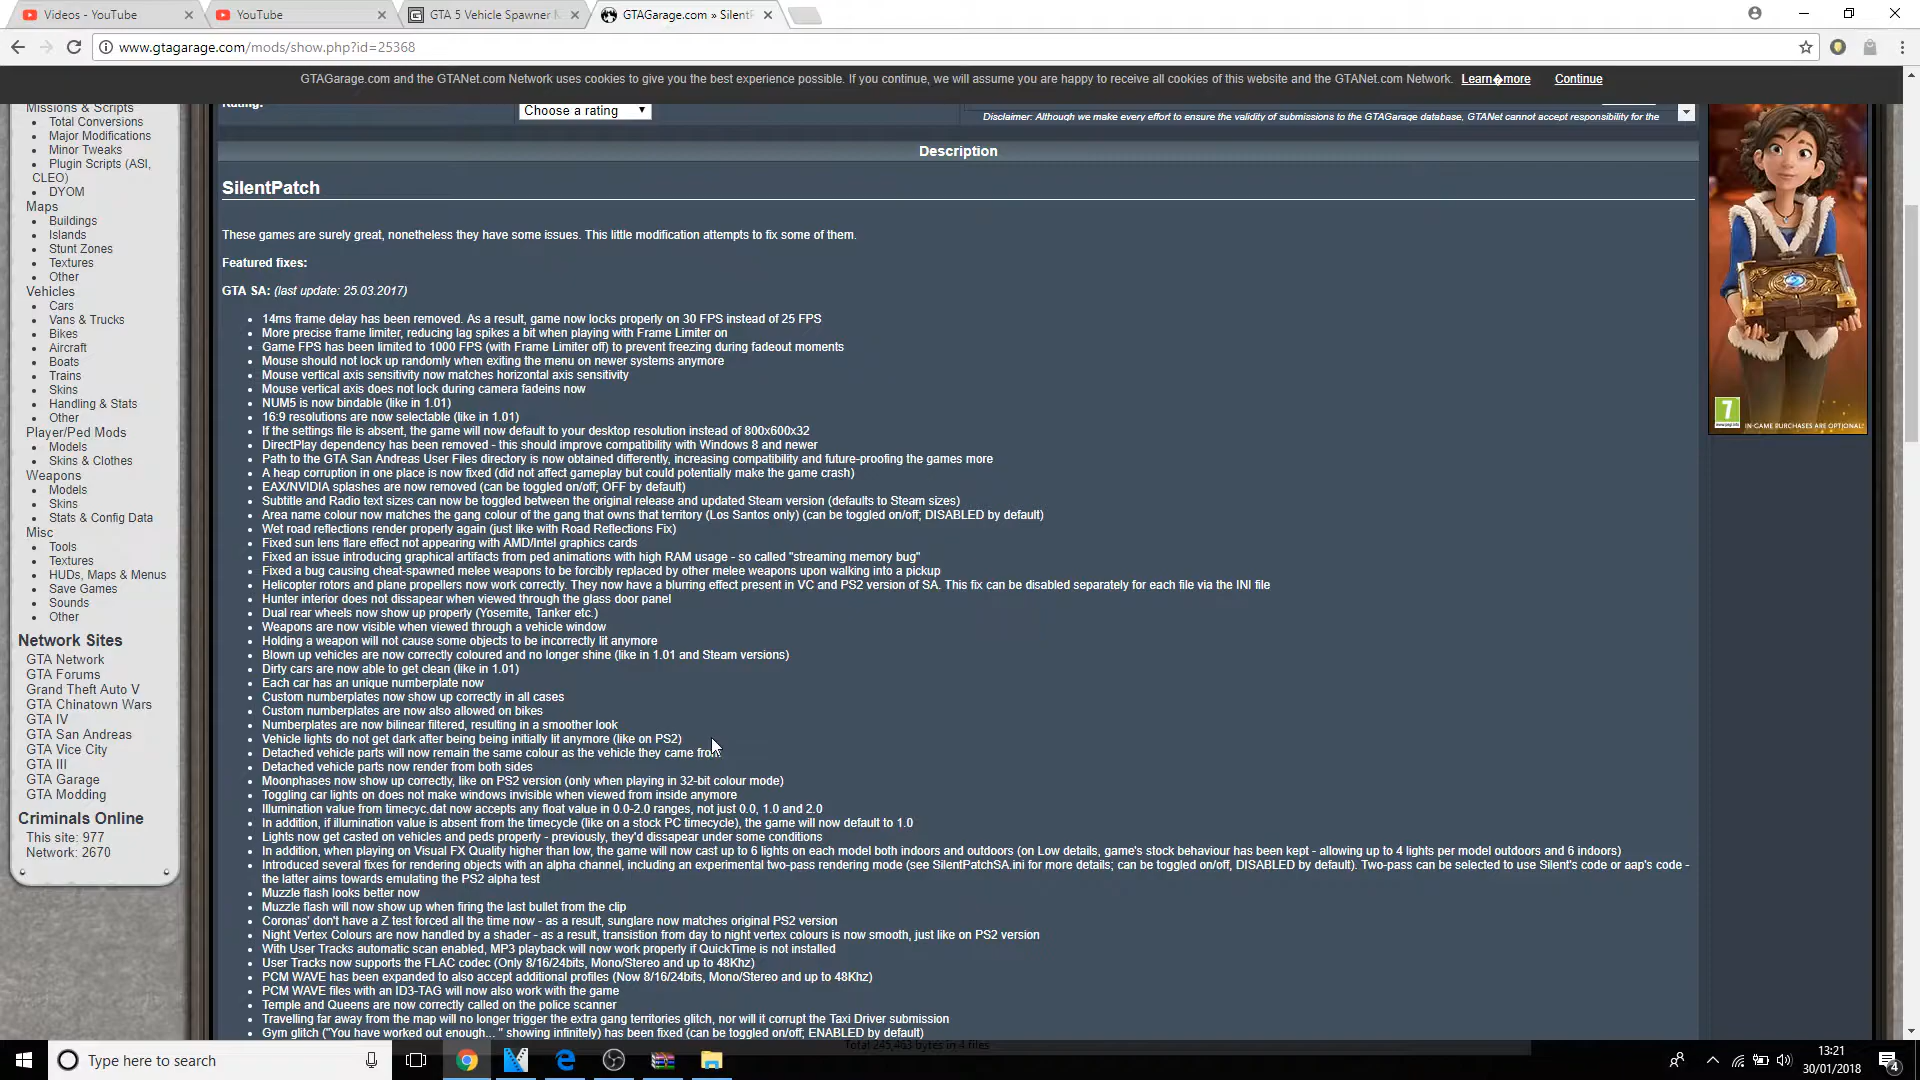 Videos - YouTube
YouTube
GTA 5 Vehicle Spawner
GTAGarage.com » SilentP
www.gtagarage.com/mods/show.php?id=25368
GTAGarage.com and the GTANet.com Network uses cookies to give you the best experience possible. If you continue, we will assume you are happy to receive all cookies of this website and the GTANet.com Network. Learn�more Continue
Missions & Scripts
Total Conversions
Major Modifications
Minor Tweaks
Plugin Scripts (ASI,
CLEO)
DYOM
Maps
Buildings
Islands
Stunt Zones
Textures
Other
Vehicles
Cars
Vans & Trucks
Bikes
Aircraft
Boats
Trains
Skins
Handling & Stats
Other
Player/Ped Mods
Models
Skins & Clothes
Weapons
Models
Skins
Stats & Config Data
Misc
Tools
Textures
HUDs, Maps & Menus
Save Games
Sounds
Other
Network Sites
GTA Network
GTA Forums
Grand Theft Auto V
GTA Chinatown Wars
GTA IV
GTA San Andreas
GTA Vice City
GTA III
GTA Garage
GTA Modding
Criminals Online
This site: 977
Network: 2670
Rating:
Choose a rating
Disclaimer: Although we make every effort to ensure the validity of submissions to the GTAGarage database, GTANet cannot accept responsibility for the
Description
SilentPatch
These games are surely great, nonetheless they have some issues. This little modification attempts to fix some of them.
Featured fixes:
GTA SA: (last update: 25.03.2017)
14ms frame delay has been removed. As a result, game now locks properly on 30 FPS instead of 25 FPS
More precise frame limiter, reducing lag spikes a bit when playing with Frame Limiter on
Game FPS has been limited to 1000 FPS (with Frame Limiter off) to prevent freezing during fadeout moments
Mouse should not lock up randomly when exiting the menu on newer systems anymore
Mouse vertical axis sensitivity now matches horizontal axis sensitivity
Mouse vertical axis does not lock during camera fadeins now
NUM5 is now bindable (like in 1.01)
16:9 resolutions are now selectable (like in 1.01)
If the settings file is absent, the game will now default to your desktop resolution instead of 800x600x32
DirectPlay dependency has been removed - this should improve compatibility with Windows 8 and newer
Path to the GTA San Andreas User Files directory is now obtained differently, increasing compatibility and future-proofing the games more
A heap corruption in one place is now fixed (did not affect gameplay but could potentially make the game crash)
EAX/NVIDIA splashes are now removed (can be toggled on/off; OFF by default)
Subtitle and Radio text sizes can now be toggled between the original release and updated Steam version (defaults to Steam sizes)
Area name colour now matches the gang colour of the gang that owns that territory (Los Santos only) (can be toggled on/off; DISABLED by default)
Wet road reflections render properly again (just like with Road Reflections Fix)
Fixed sun lens flare effect not appearing with AMD/Intel graphics cards
Fixed an issue introducing graphical artifacts from ped animations with high RAM usage - so called "streaming memory bug"
Fixed a bug causing cheat-spawned melee weapons to be forcibly replaced by other melee weapons upon walking into a pickup
Helicopter rotors and plane propellers now work correctly. They now have a blurring effect present in VC and PS2 version of SA. This fix can be disabled separately for each file via the INI file
Hunter interior does not dissapear when viewed through the glass door panel
Dual rear wheels now show up properly (Yosemite, Tanker etc.)
Weapons are now visible when viewed through a vehicle window
Holding a weapon will not cause some objects to be incorrectly lit anymore
Blown up vehicles are now correctly coloured and no longer shine (like in 1.01 and Steam versions)
Dirty cars are now able to get clean (like in 1.01)
Each car has an unique numberplate now
Custom numberplates now show up correctly in all cases
Custom numberplates are now also allowed on bikes
Numberplates are now bilinear filtered, resulting in a smoother look
Vehicle lights do not get dark after being being initially lit anymore (like on PS2)
Detached vehicle parts will now remain the same colour as the vehicle they came from
Detached vehicle parts now render from both sides
Moonphases now show up correctly, like on PS2 version (only when playing in 32-bit colour mode)
Toggling car lights on does not make windows invisible when viewed from inside anymore
Illumination value from timecyc.dat now accepts any float value in 0.0-2.0 ranges, not just 0.0, 1.0 and 2.0
In addition, if illumination value is absent from the timecycle (like on a stock PC timecycle), the game will now default to 1.0
Lights now get casted on vehicles and peds properly - previously, they'd dissapear under some conditions
In addition, when playing on Visual FX Quality higher than low, the game will now cast up to 6 lights on each model both indoors and outdoors (on Low details, game's stock behaviour has been kept - allowing up to 4 lights per model outdoors and 6 indoors)
Introduced several fixes for rendering objects with an alpha channel, including an experimental two-pass rendering mode (see SilentPatchSA.ini for more details; can be toggled on/off, DISABLED by default). Two-pass can be selected to use Silent's code or aap's code -
the latter aims towards emulating the PS2 alpha test
Muzzle flash looks better now
Muzzle flash will now show up when firing the last bullet from the clip
Coronas' don't have a Z test forced all the time now - as a result, sunglare now matches original PS2 version
Night Vertex Colours are now handled by a shader - as a result, transistion from day to night vertex colours is now smooth, just like on PS2 version
With User Tracks automatic scan enabled, MP3 playback will now work properly if QuickTime is not installed
User Tracks now supports the FLAC codec (Only 8/16/24bits, Mono/Stereo and up to 48Khz)
PCM WAVE has been expanded to also accept additional profiles (Now 8/16/24bits, Mono/Stereo and up to 48Khz)
PCM WAVE files with an ID3-TAG will now also work with the game
Temple and Queens are now correctly called on the police scanner
Travelling far away from the map will no longer trigger the extra gang territories glitch, nor will it corrupt the Taxi Driver submission
Gym glitch ("You have worked out enough... " showing infinitely) has been fixed (can be toggled on/off; ENABLED by default)
7
IN-GAME PURCHASES ARE OPTIONAL!
Total 245,463 bytes in 4 files
Type here to search
13:21
30/01/2018
4